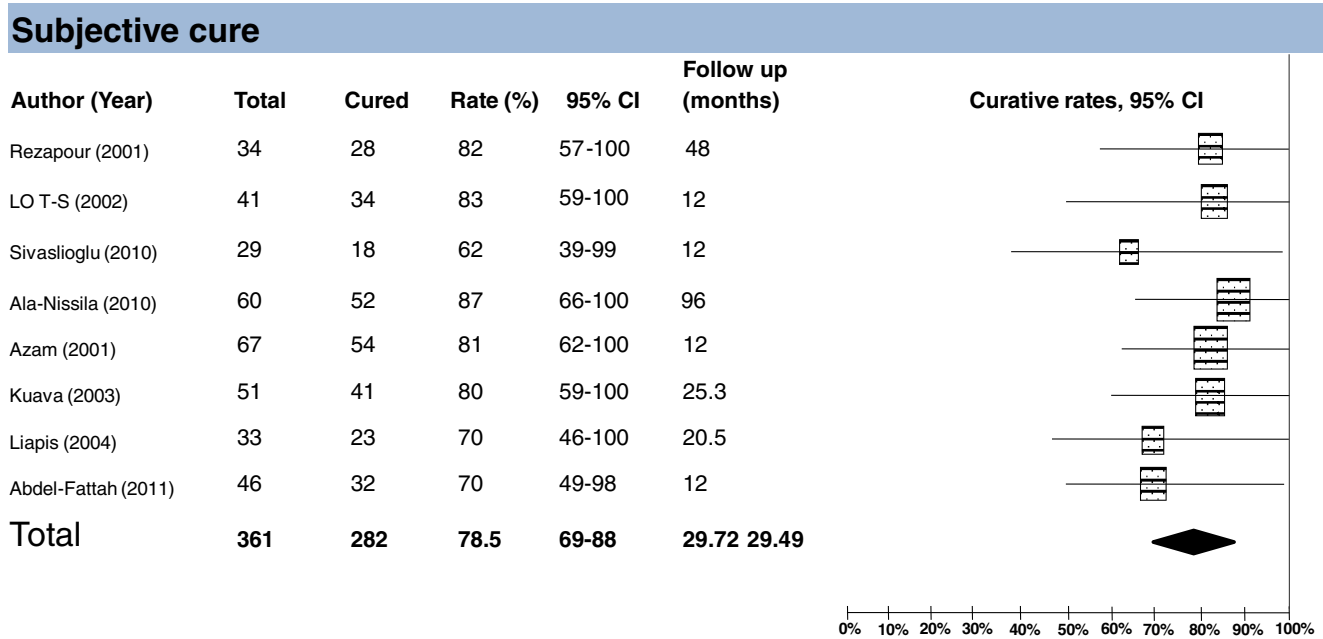 Subjective cure
Follow up
Author (Year) Total Cured Rate (%) 95% CI (months) Curative rates, 95% CI
Rezapour (2001) 34 28 82 57-100 48
LO T-S (2002) 41 34 83 59-100 12
Sivaslioglu (2010) 29 18 62 39-99 12
Ala-Nissila (2010) 60 52 87 66-100 96
Azam (2001) 67 54 81 62-100 12
Kuava (2003) 51 41 80 59-100 25.3
Liapis (2004) 33 23 70 46-100 20.5
Abdel-Fattah (2011) 46 32 70 49-98 12
Total 361 282 78.5 69-88 29.72 29.49
0% 10% 20% 30% 40% 50% 60% 70% 80% 90% 100%